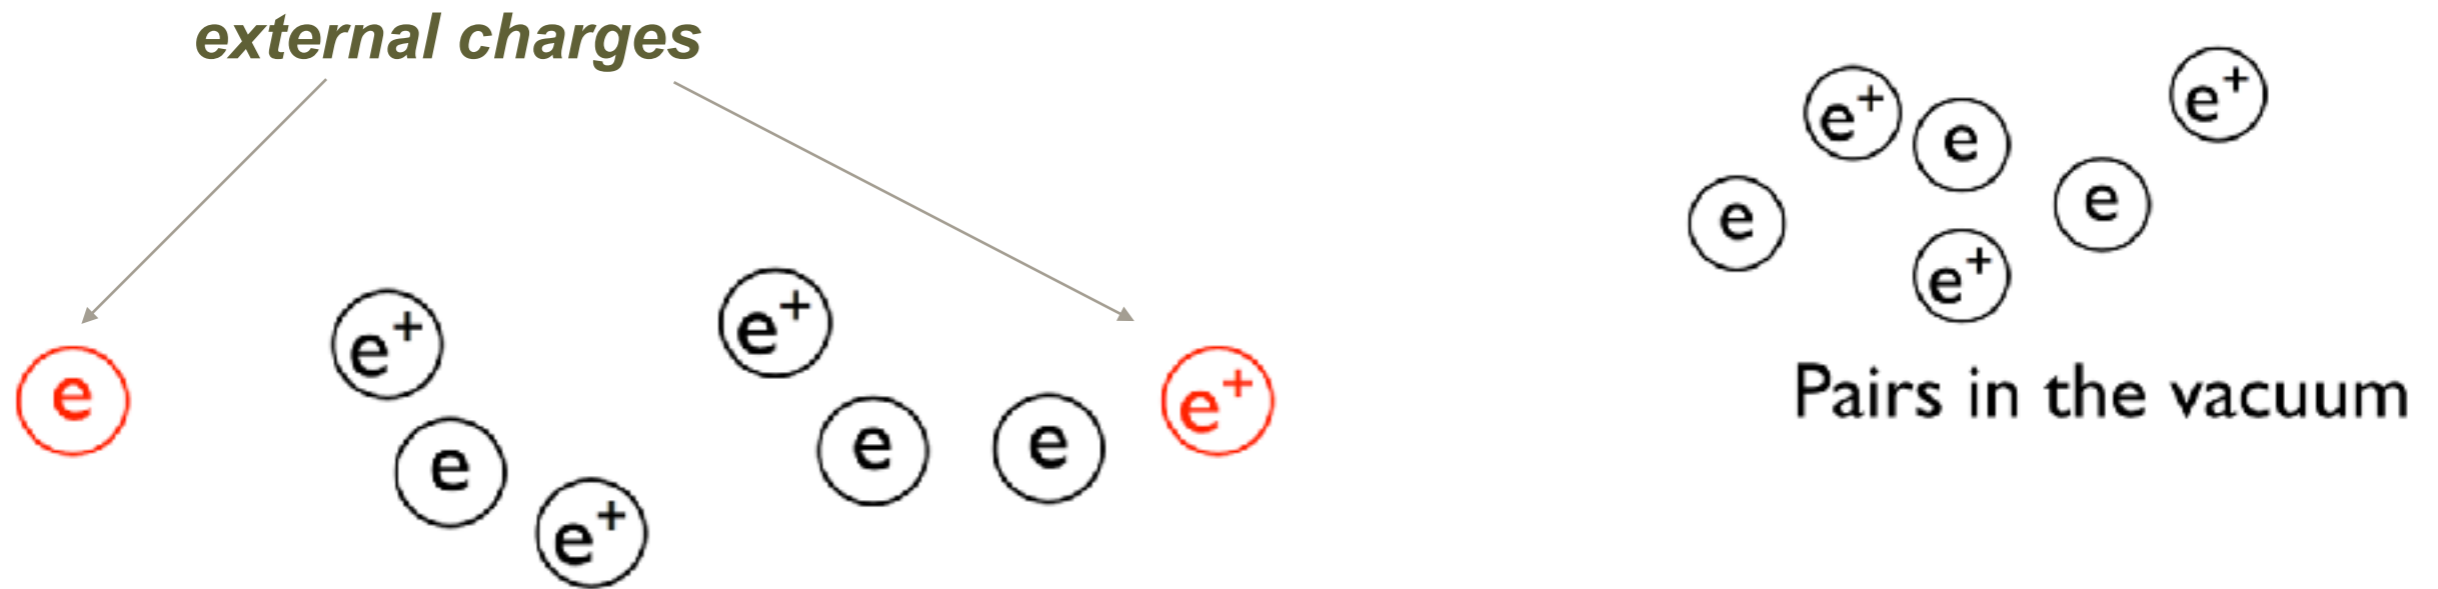 external charges
e⁺ e e⁺
e e
e⁺
e⁺ e⁺
e e⁺
e e e
e⁺
Pairs in the vacuum